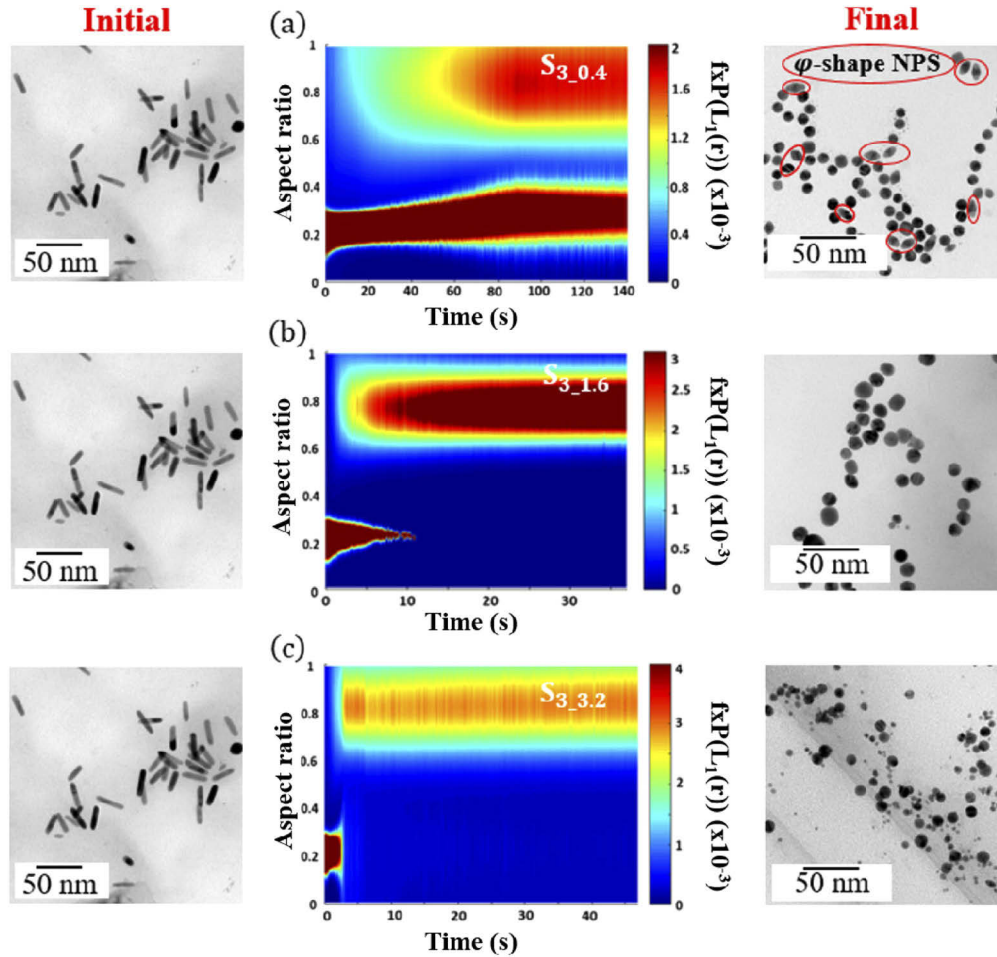 Initial
(a)
Final
50 nm
Aspect ratio
1
0.8
0.6
0.4
0.2
0
S3_0.4
0 20 40 60 80 100 120 140
Time (s)
2
1.6
1.2
0.8
0.4
0
fxP(L1(r)) (x10-3)
φ-shape NPS
50 nm
(b)
50 nm
Aspect ratio
1
0.8
0.6
0.4
0.2
0
S3_1.6
0 10 20 30
Time (s)
3
2.5
2
1.5
1
0.5
0
fxP(L1(r)) (x10-3)
50 nm
(c)
50 nm
Aspect ratio
1
0.8
0.6
0.4
0.2
0
S3_3.2
0 10 20 30 40
Time (s)
4
3
2
1
0
fxP(L1(r)) (x10-3)
50 nm